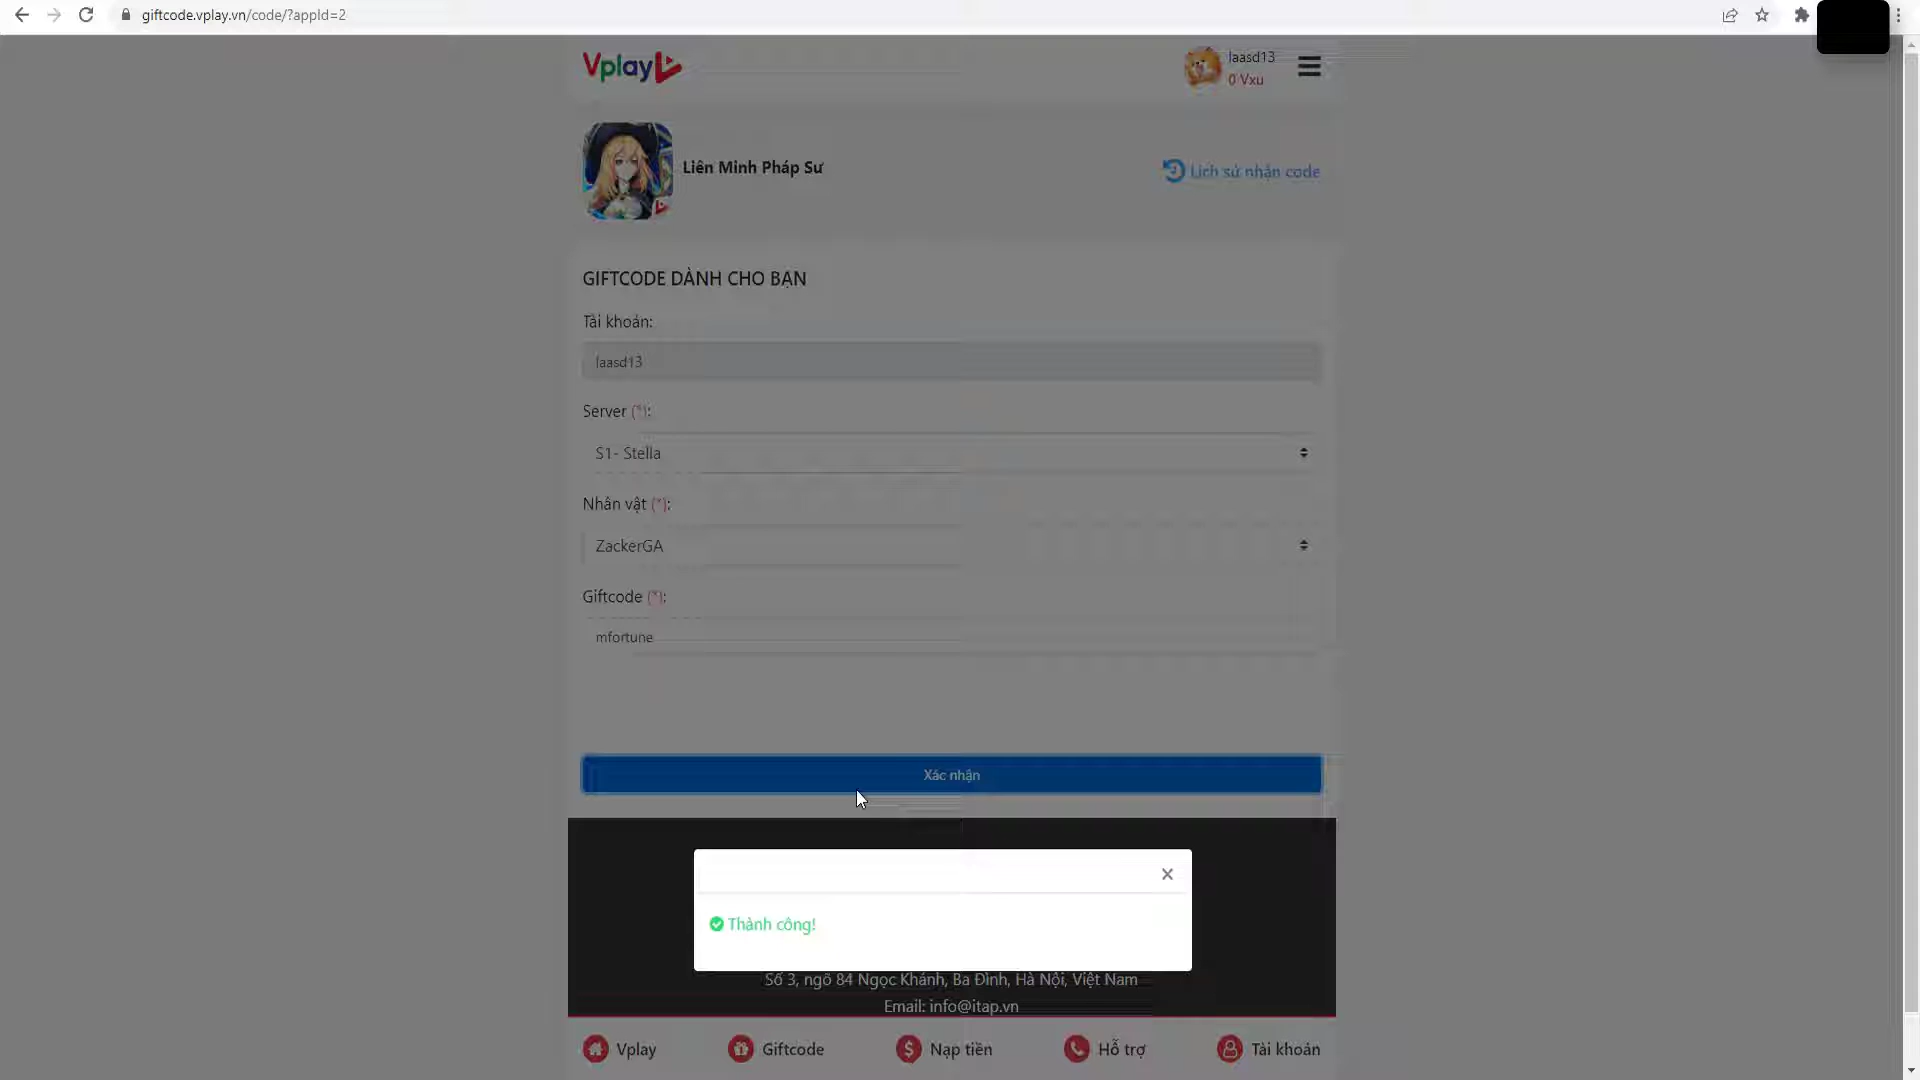 giftcode.vplay.vn/code/?appId=2
Vplay
laasd13
0 Vxu
Liên Minh Pháp Sư
Lịch sử nhận code
GIFTCODE DÀNH CHO BẠN
Tài khoản:
laasd13
Server (*):
S1- Stella
Nhân vật (*):
ZackerGA
Giftcode (*):
mfortune
Xác nhận
×
Thành công!
Số 3, ngõ 84 Ngọc Khánh, Ba Đình, Hà Nội, Việt Nam
Email: info@itap.vn
Vplay Giftcode Nạp tiền Hỗ trợ Tài khoản